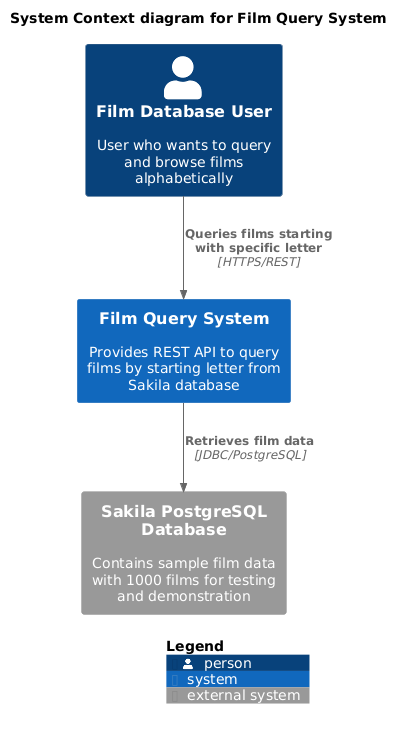 System Context diagram for Film Query System
Film Database User
User who wants to query
and browse films
alphabetically
Queries films starting
with specific letter
[HTTPS/REST]
Film Query System
Provides REST API to query
films by starting letter from
Sakila database
Retrieves film data
[JDBC/PostgreSQL]
Sakila PostgreSQL
Database
Contains sample film data
with 1000 films for testing
and demonstration
Legend
person
system
external system